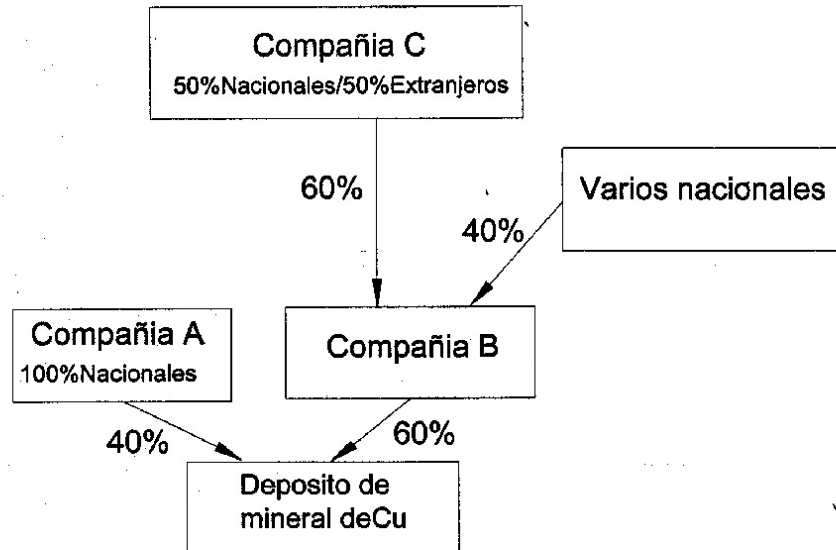 Compañia C
50%Nacionales/50%Extranjeros
60%
Varios nacionales
40%
Compañia A
100%Nacionales
Compañia B
40%
60%
Deposito de
mineral deCu